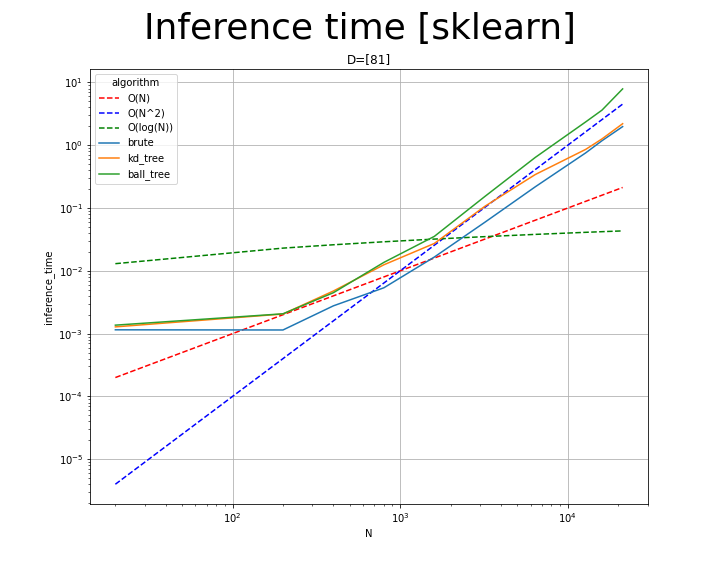 Inference time [sklearn]
D=[81]
algorithm
O(N)
O(N^2)
O(log(N))
brute
kd_tree
ball_tree
inference_time
10^1
10^0
10^-1
10^-2
10^-3
10^-4
10^-5
10^2
10^3
10^4
N